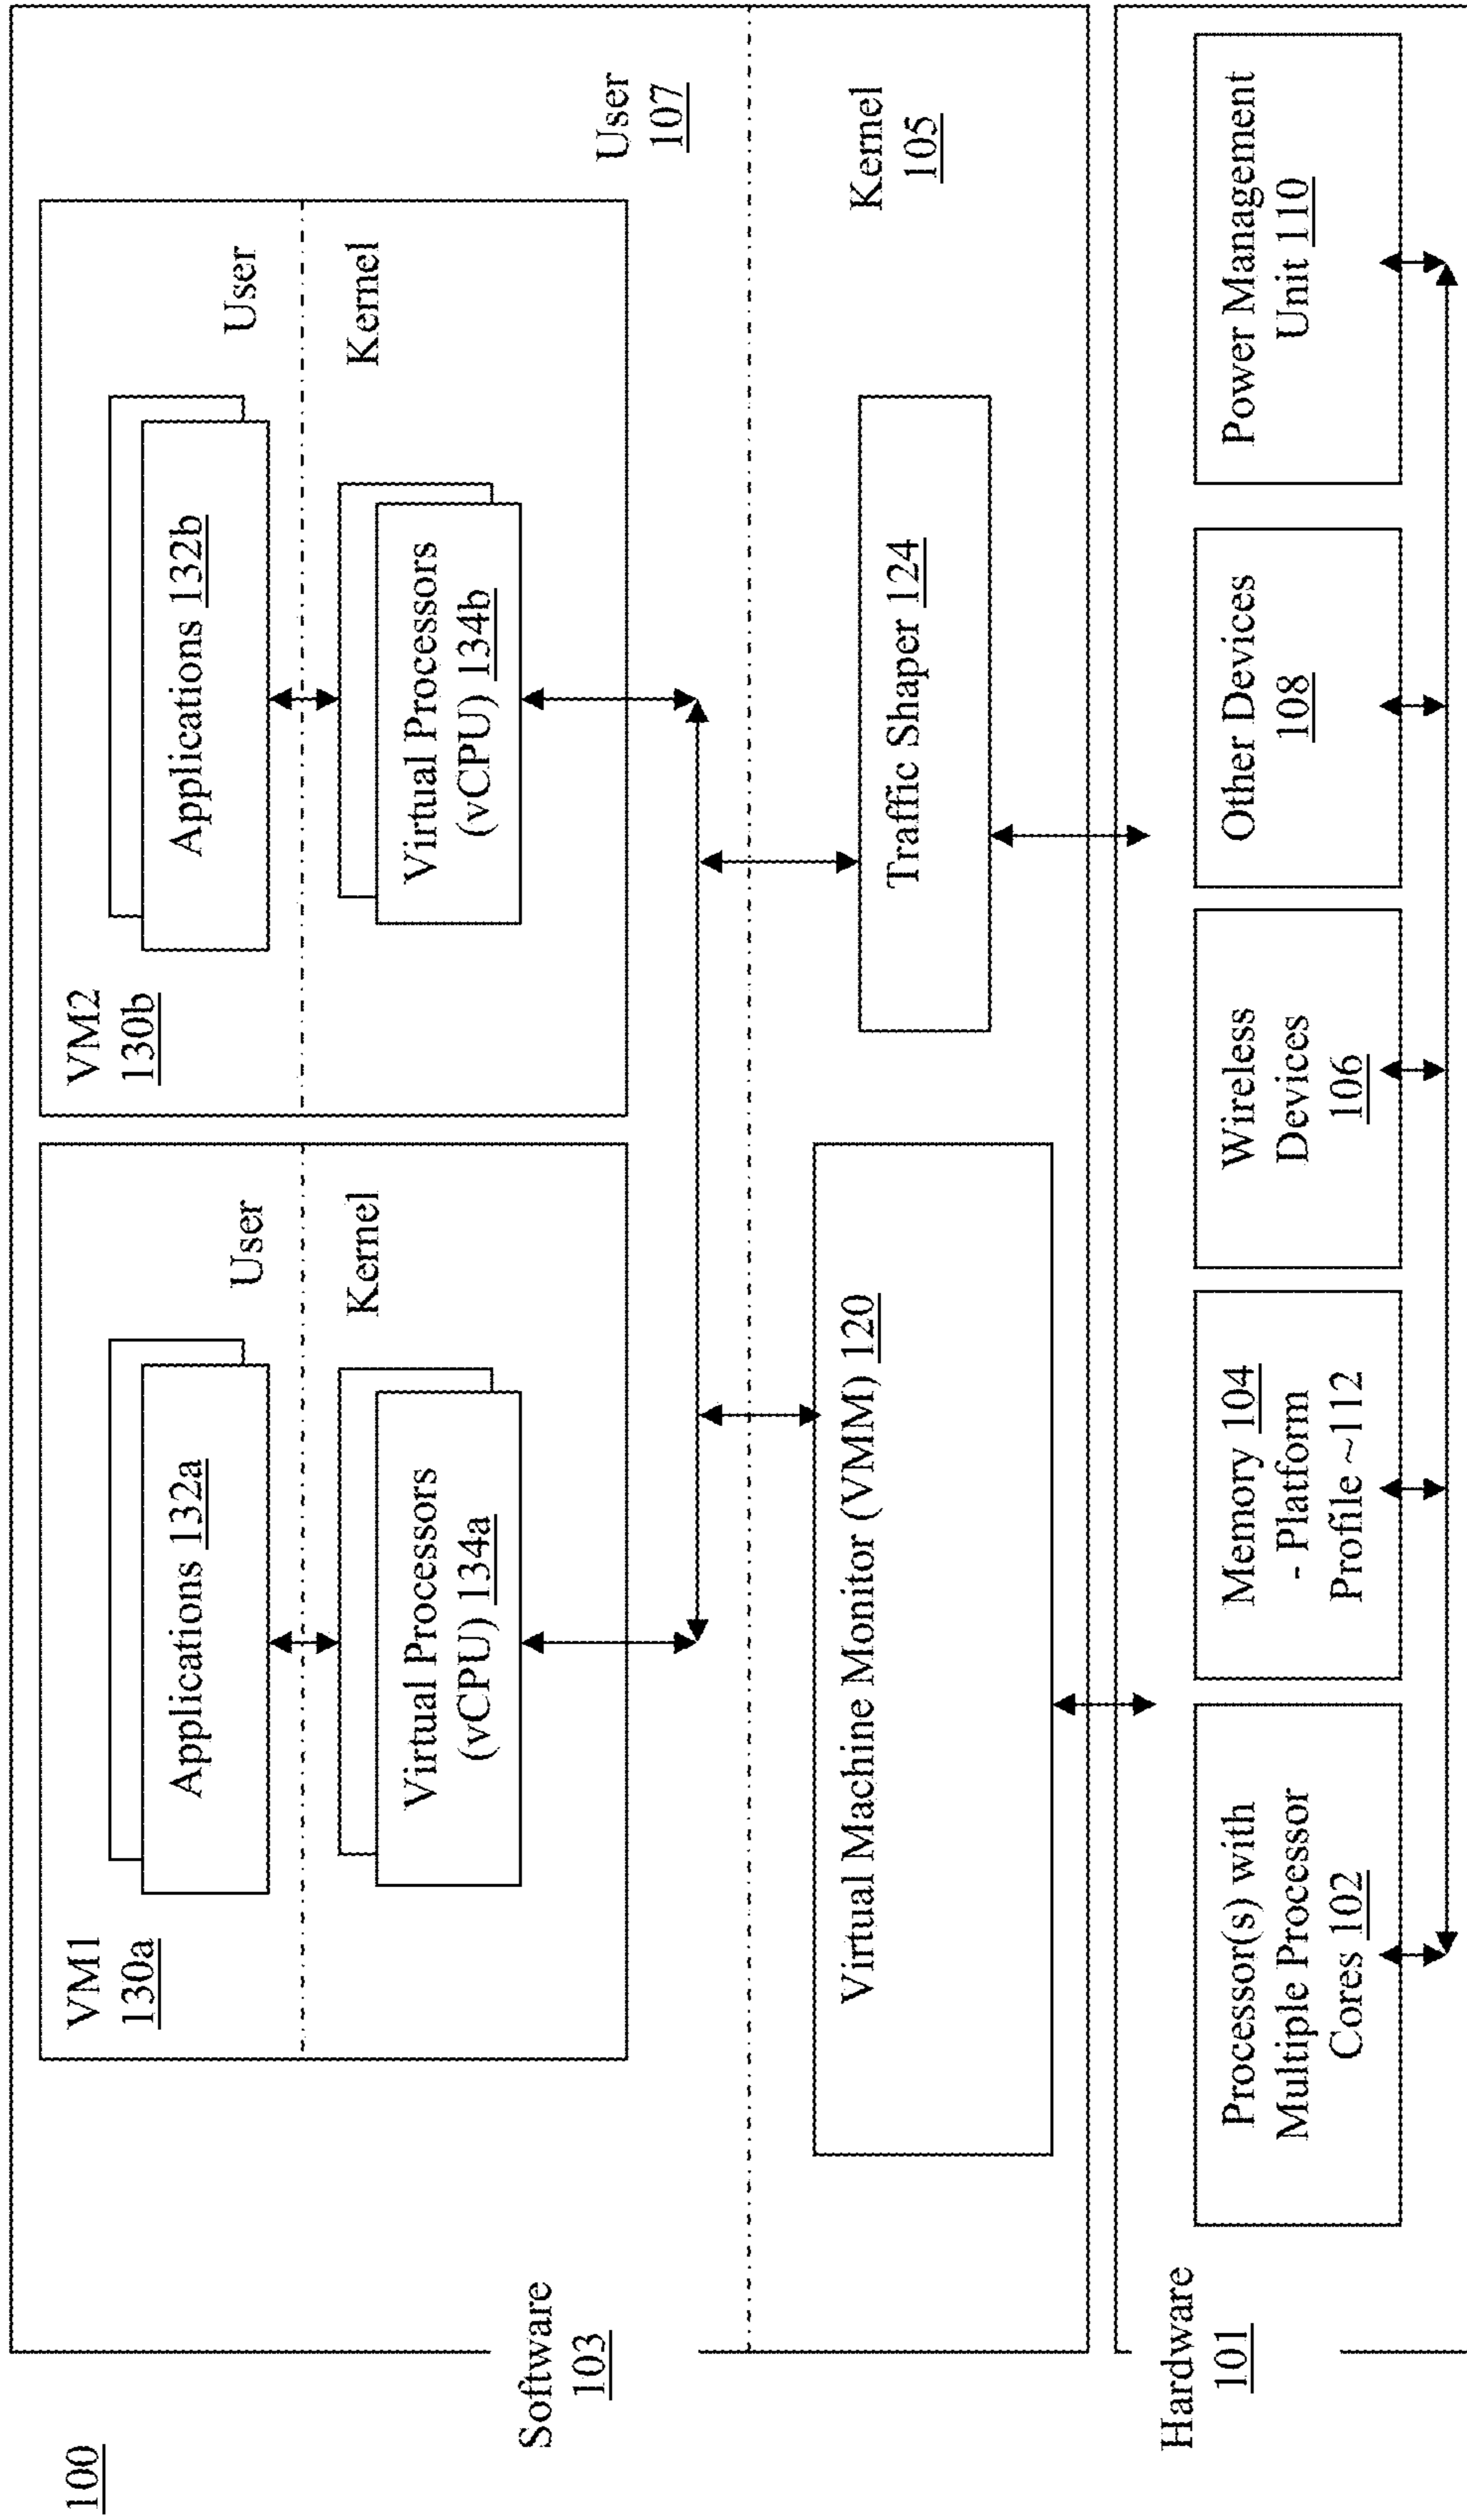 100
Software
103
VM1
130a
Applications 132a
User
Kernel
Virtual Processors
(vCPU) 134a
VM2
130b
Applications 132b
User
Kernel
Virtual Processors
(vCPU) 134b
User
107
Kernel
105
Virtual Machine Monitor (VMM) 120
Traffic Shaper 124
Hardware
101
Processor(s) with
Multiple Processor
Cores 102
Memory 104
- Platform
Profile ~112
Wireless
Devices
106
Other Devices
108
Power Management
Unit 110